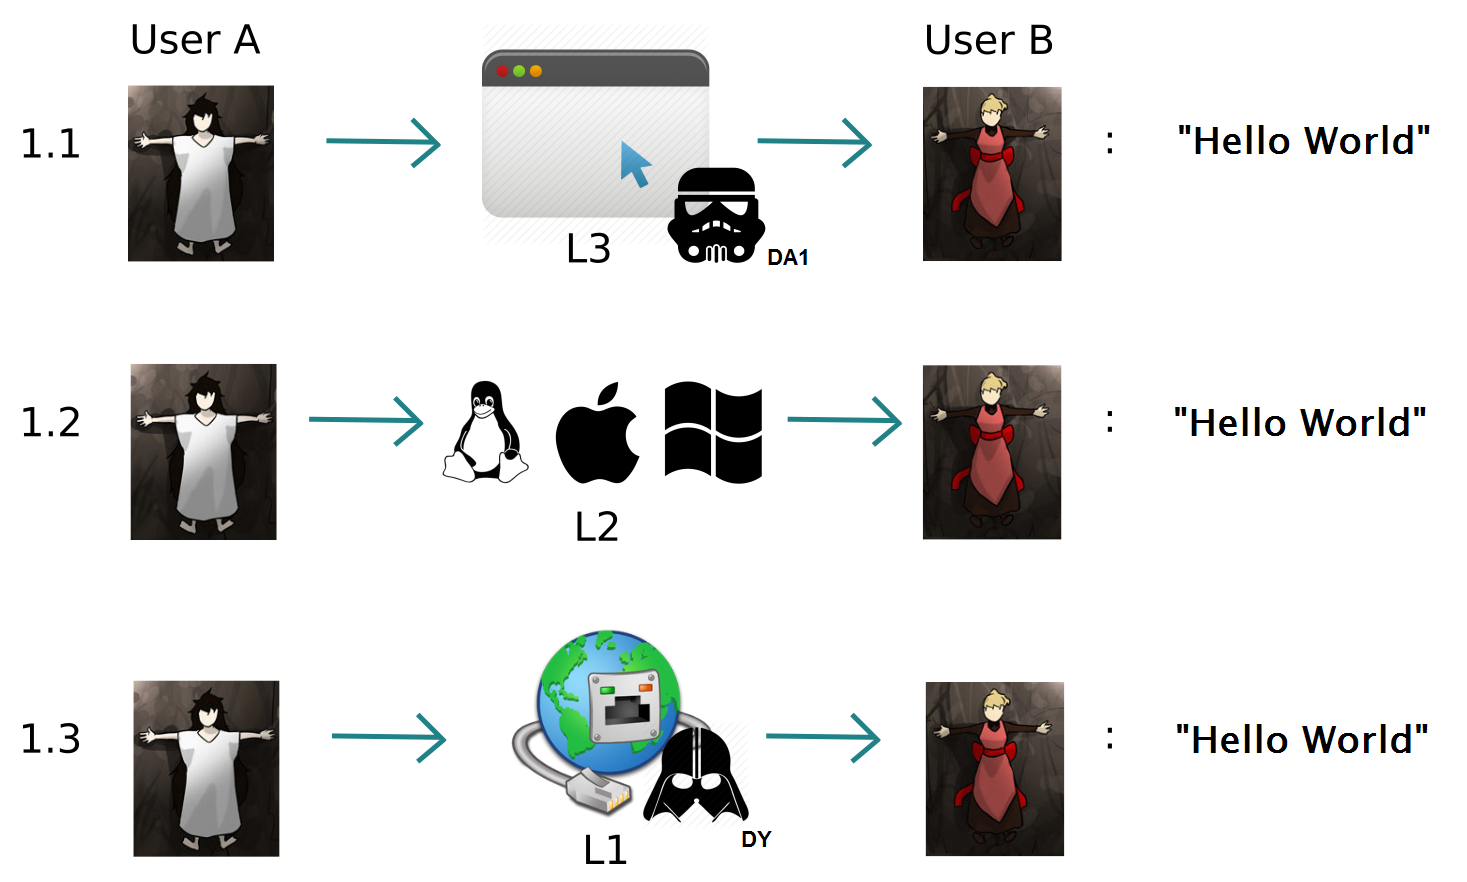 User A
User B
1.1
: "Hello World"
L3
DA1
1.2
: "Hello World"
L2
1.3
: "Hello World"
L1
DY